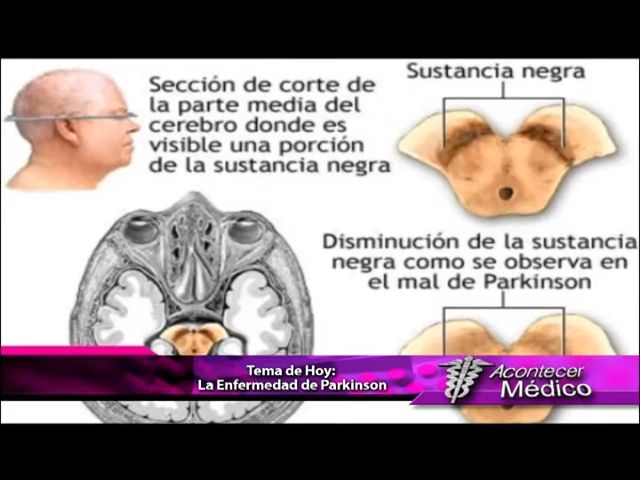 Sección de corte de
la parte media del
cerebro donde es
visible una porción
de la sustancia negra
Sustancia negra
Disminución de la sustancia
negra como se observa en
el mal de Parkinson
Tema de Hoy:
La Enfermedad de Parkinson
Acontecer
Médico